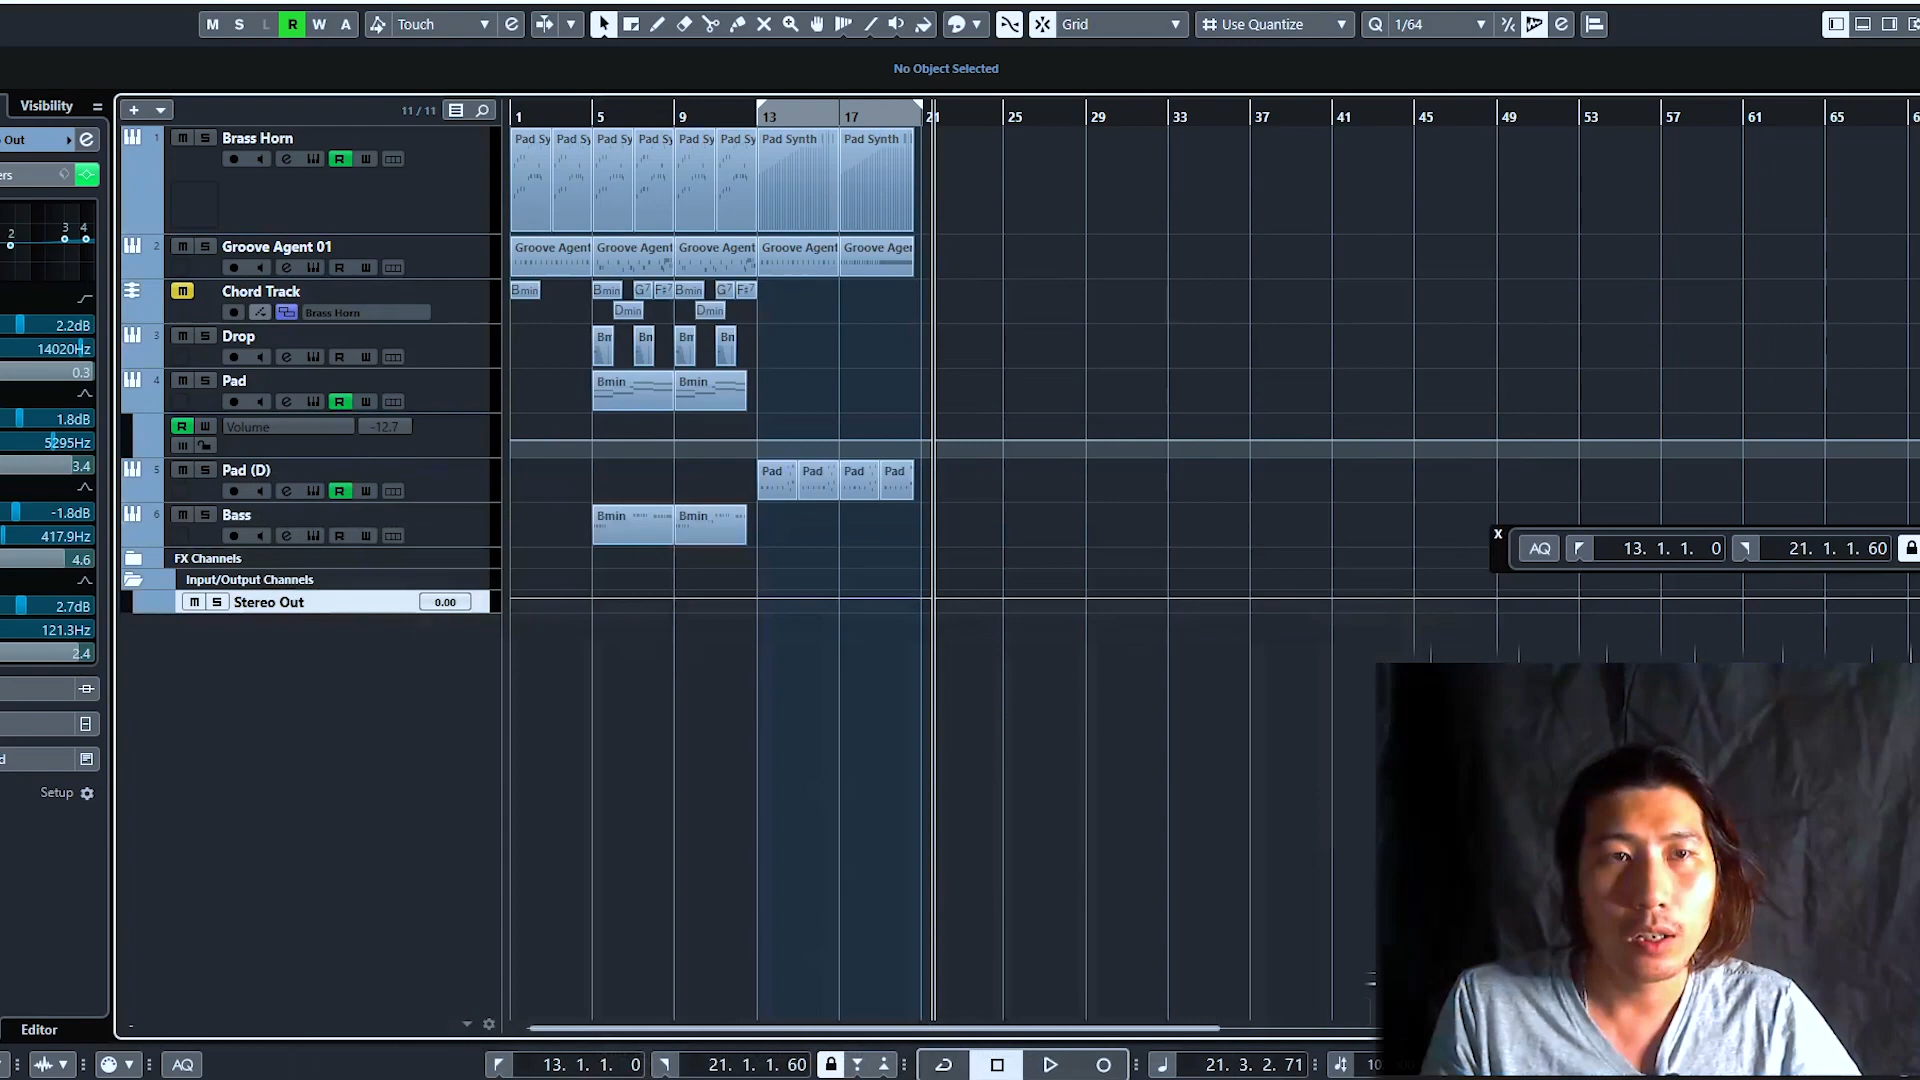 M S L R W A Touch Grid Use Quantize Q 1/64
No Object Selected
Visibility
11 / 11
1 5 9 13 17 21 25 29 33 37 41 45 49 53 57 61 65
Out
ers
2 3 4
2.2dB
14020Hz
0.3
1.8dB
5295Hz
3.4
-1.8dB
417.9Hz
4.6
2.7dB
121.3Hz
2.4
d
Setup
Editor
1 m S Brass Horn
R W
Pad Sy Pad Sy Pad Sy Pad Sy Pad Sy Pad Sy Pad Synth Pad Synth
2 m S Groove Agent 01
R W
Groove Agent Groove Agent Groove Agent Groove Agent Groove Ager
m Chord Track
Brass Horn
Bmin Bmin G7 F#7 Bmin G7 F#7
Dmin Dmin
3 m S Drop
R W
Bm Bm Bm Bm
4 m S Pad
R W
Bmin Bmin
R W Volume -12.7
m
5 m S Pad (D)
R W
Pad Pad Pad Pad
6 m S Bass
R W
Bmin Bmin
FX Channels
Input/Output Channels
M S Stereo Out 0.00
X AQ 13. 1. 1. 0 21. 1. 1. 60
AQ 13. 1. 1. 0 21. 1. 1. 60 21. 3. 2. 71